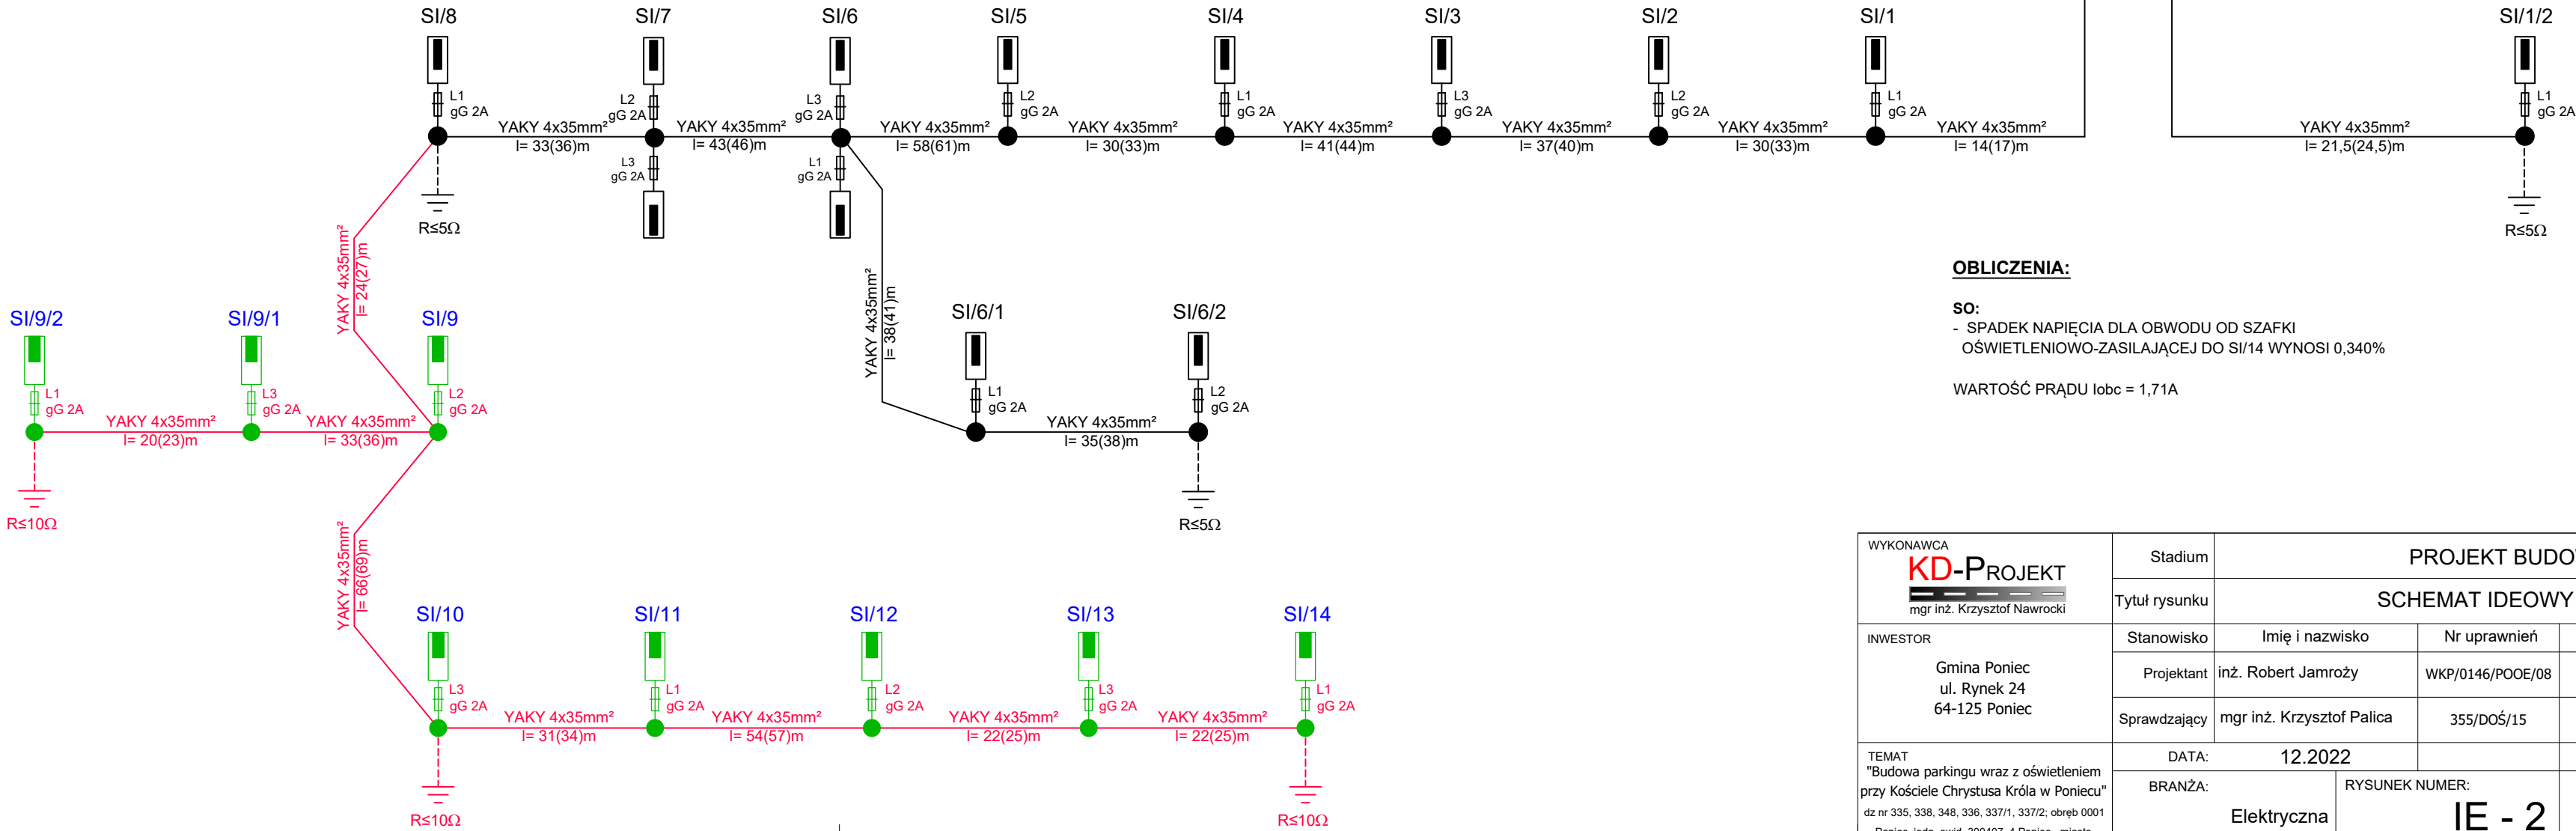 SI/8
SI/7
SI/6
SI/5
SI/4
SI/3
SI/2
SI/1
SI/1/2
L1
gG 2A
L2
gG 2A
L3
gG 2A
L2
gG 2A
L1
gG 2A
L3
gG 2A
L2
gG 2A
L1
gG 2A
L1
gG 2A
YAKY 4x35mm²
l= 33(36)m
YAKY 4x35mm²
l= 43(46)m
YAKY 4x35mm²
l= 58(61)m
YAKY 4x35mm²
l= 30(33)m
YAKY 4x35mm²
l= 41(44)m
YAKY 4x35mm²
l= 37(40)m
YAKY 4x35mm²
l= 30(33)m
YAKY 4x35mm²
l= 14(17)m
YAKY 4x35mm²
l= 21,5(24,5)m
L3
gG 2A
L1
gG 2A
R≤5Ω
R≤5Ω
YAKY 4x35mm²
l= 24(27)m
YAKY 4x35mm²
l= 38(41)m
OBLICZENIA:
SO:
- SPADEK NAPIĘCIA DLA OBWODU OD SZAFKI
OŚWIETLENIOWO-ZASILAJĄCEJ DO SI/14 WYNOSI 0,340%
WARTOŚĆ PRĄDU Iobc = 1,71A
SI/9/2
SI/9/1
SI/9
SI/6/1
SI/6/2
L1
gG 2A
L3
gG 2A
L2
gG 2A
L1
gG 2A
L2
gG 2A
YAKY 4x35mm²
l= 20(23)m
YAKY 4x35mm²
l= 33(36)m
YAKY 4x35mm²
l= 35(38)m
R≤10Ω
R≤5Ω
YAKY 4x35mm²
l= 66(69)m
SI/10
SI/11
SI/12
SI/13
SI/14
L3
gG 2A
L1
gG 2A
L2
gG 2A
L3
gG 2A
L1
gG 2A
YAKY 4x35mm²
l= 31(34)m
YAKY 4x35mm²
l= 54(57)m
YAKY 4x35mm²
l= 22(25)m
YAKY 4x35mm²
l= 22(25)m
R≤10Ω
R≤10Ω
WYKONAWCA
KD-PROJEKT
mgr inż. Krzysztof Nawrocki
Stadium
PROJEKT BUDO
Tytuł rysunku
SCHEMAT IDEOWY
INWESTOR
Gmina Poniec
ul. Rynek 24
64-125 Poniec
Stanowisko
Imię i nazwisko
Nr uprawnień
Projektant
inż. Robert Jamroży
WKP/0146/POOE/08
Sprawdzający
mgr inż. Krzysztof Palica
355/DOŚ/15
TEMAT
"Budowa parkingu wraz z oświetleniem
przy Kościele Chrystusa Króla w Poniecu"
dz nr 335, 338, 348, 336, 337/1, 337/2; obręb 0001
DATA:
12.2022
BRANŻA:
Elektryczna
RYSUNEK NUMER:
IE - 2